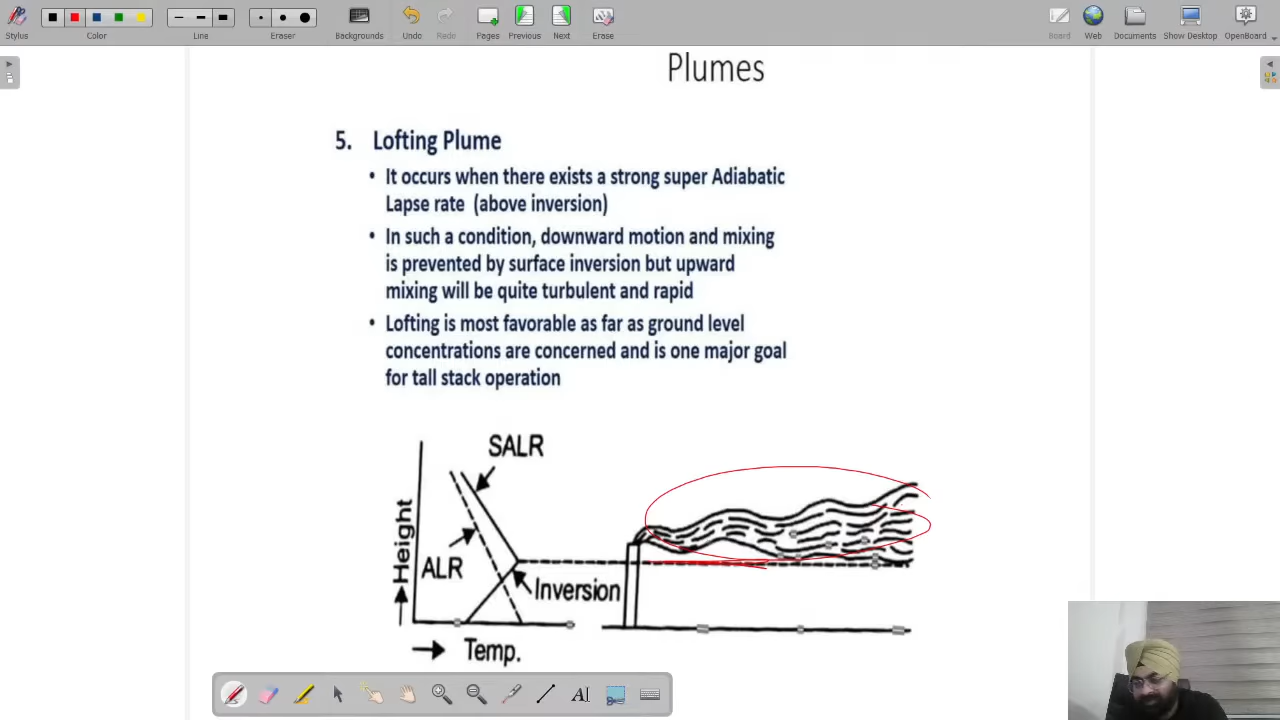 Stylus Color Line Eraser Backgrounds Undo Redo Pages Previous Next Erase Board Web Documents Show Desktop OpenBoard
Plumes
5. Lofting Plume
• It occurs when there exists a strong super Adiabatic
Lapse rate (above inversion)
• In such a condition, downward motion and mixing
is prevented by surface inversion but upward
mixing will be quite turbulent and rapid
• Lofting is most favorable as far as ground level
concentrations are concerned and is one major goal
for tall stack operation
SALR
Height
ALR
Inversion
Temp.